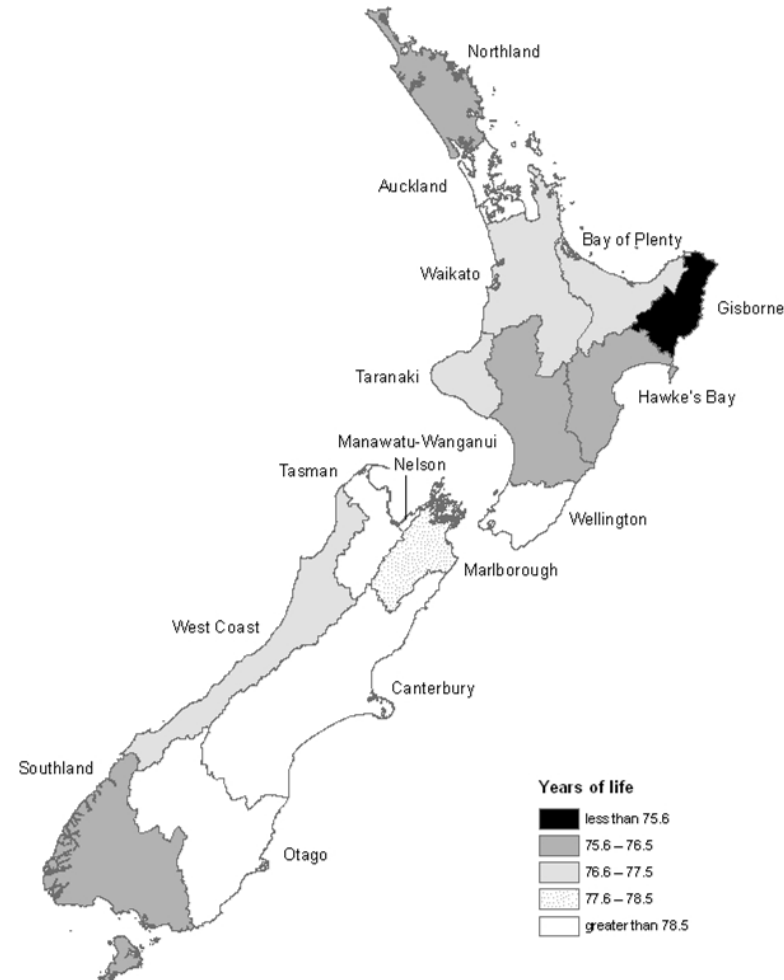 Northland
Auckland
Bay of Plenty
Waikato
Gisborne
Taranaki
Hawke's Bay
Manawatu-Wanganui
Tasman
Nelson
Wellington
Marlborough
West Coast
Canterbury
Southland
Years of life
less than 75.6
75.6 – 76.5
76.6 – 77.5
77.6 – 78.5
greater than 78.5
Otago